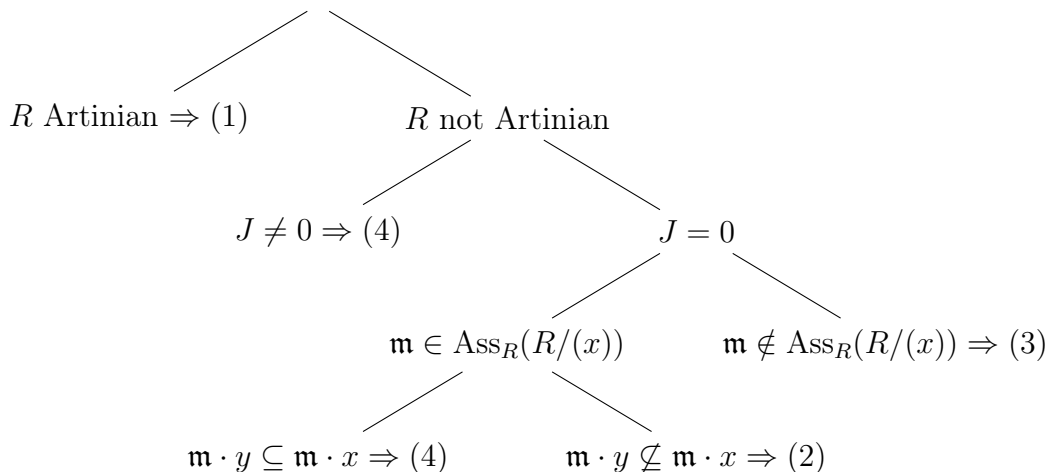 R Artinian ⇒ (1)
R not Artinian
J ≠ 0 ⇒ (4)
J = 0
𝔪 ∈ Ass_R(R/(x))
𝔪 ∉ Ass_R(R/(x)) ⇒ (3)
𝔪 · y ⊆ 𝔪 · x ⇒ (4)
𝔪 · y ⊈ 𝔪 · x ⇒ (2)